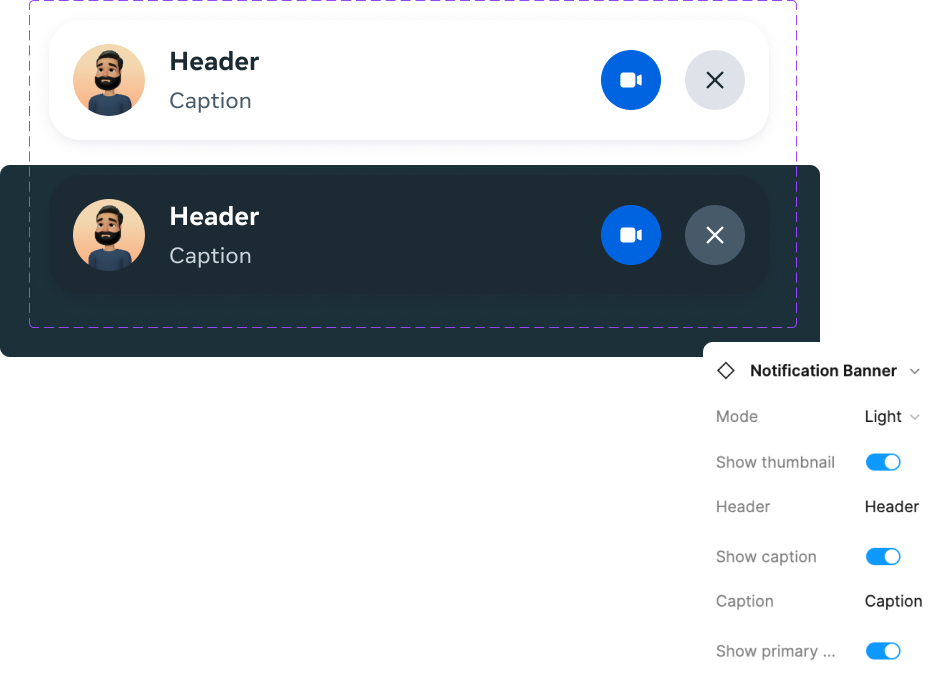 Header
Caption
Header
Caption
Notification Banner
Mode Light
Show thumbnail
Header Header
Show caption
Caption Caption
Show primary ...